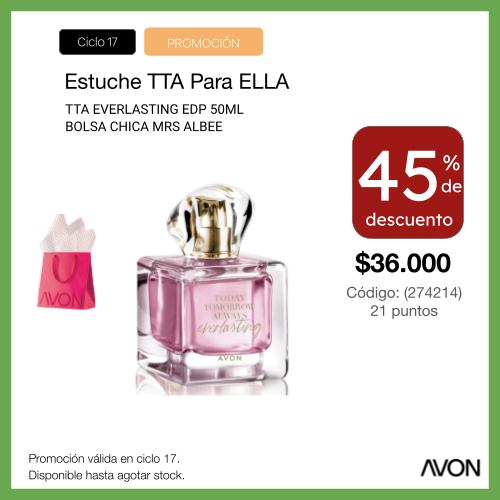 Ciclo 17
PROMOCIÓN
Estuche TTA Para ELLA
TTA EVERLASTING EDP 50ML
BOLSA CHICA MRS ALBEE
45% de
descuento
$36.000
Código: (274214)
21 puntos
AVON
TODAY
TOMORROW
ALWAYS
everlasting
AVON
Promoción válida en ciclo 17.
Disponible hasta agotar stock.
AVON